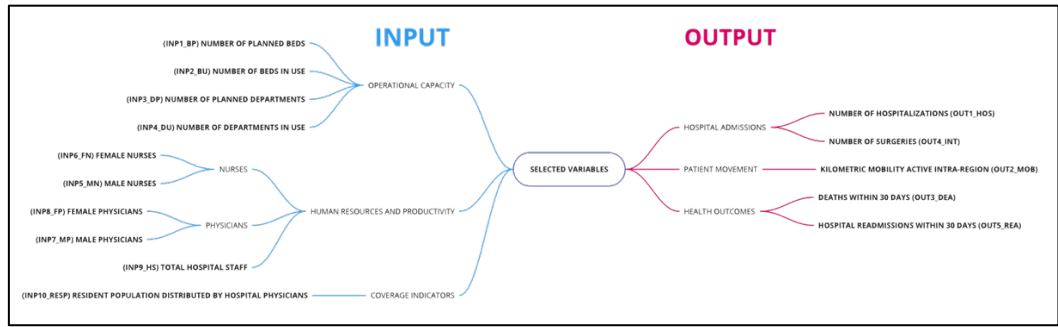 INPUT
OUTPUT
(INP1_BP) NUMBER OF PLANNED BEDS
(INP2_BU) NUMBER OF BEDS IN USE
OPERATIONAL CAPACITY
(INP3_DP) NUMBER OF PLANNED DEPARTMENTS
(INP4_DU) NUMBER OF DEPARTMENTS IN USE
(INP6_FN) FEMALE NURSES
NURSES
(INP5_MN) MALE NURSES
HUMAN RESOURCES AND PRODUCTIVITY
(INP8_FP) FEMALE PHYSICIANS
PHYSICIANS
(INP7_MP) MALE PHYSICIANS
(INP9_HS) TOTAL HOSPITAL STAFF
(INP10_RESP) RESIDENT POPULATION DISTRIBUTED BY HOSPITAL PHYSICIANS
COVERAGE INDICATORS
SELECTED VARIABLES
HOSPITAL ADMISSIONS
NUMBER OF HOSPITALIZATIONS (OUT1_HOS)
NUMBER OF SURGERIES (OUT4_INT)
PATIENT MOVEMENT
KILOMETRIC MOBILITY ACTIVE INTRA-REGION (OUT2_MOB)
HEALTH OUTCOMES
DEATHS WITHIN 30 DAYS (OUT3_DEA)
HOSPITAL READMISSIONS WITHIN 30 DAYS (OUT5_REA)